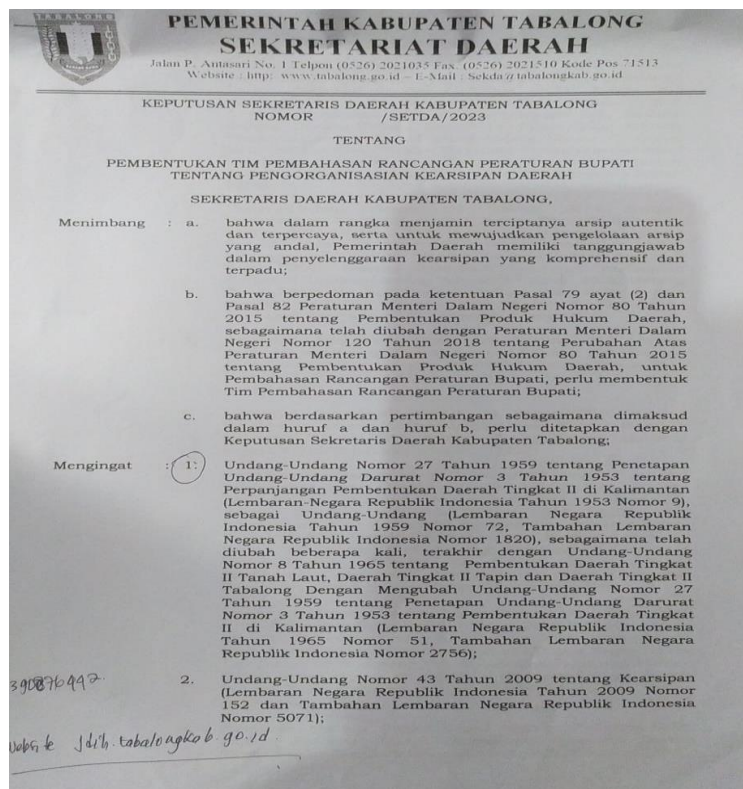 TABALONG
PEMERINTAH KABUPATEN TABALONG
SEKRETARIAT DAERAH
Jalan P. Antasari No. 1 Telpon (0526) 2021035 Fax. (0526) 2021510 Kode Pos 71513
Website : http: www.tabalong.go.id – E-Mail : Sekda@tabalongkab.go.id
KEPUTUSAN SEKRETARIS DAERAH KABUPATEN TABALONG
NOMOR /SETDA/2023
TENTANG
PEMBENTUKAN TIM PEMBAHASAN RANCANGAN PERATURAN BUPATI
TENTANG PENGORGANISASIAN KEARSIPAN DAERAH
SEKRETARIS DAERAH KABUPATEN TABALONG,
Menimbang : a. bahwa dalam rangka menjamin terciptanya arsip autentik
dan terpercaya, serta untuk mewujudkan pengelolaan arsip
yang andal, Pemerintah Daerah memiliki tanggungjawab
dalam penyelenggaraan kearsipan yang komprehensif dan
terpadu;
b. bahwa berpedoman pada ketentuan Pasal 79 ayat (2) dan
Pasal 82 Peraturan Menteri Dalam Negeri Nomor 80 Tahun
2015 tentang Pembentukan Produk Hukum Daerah,
sebagaimana telah diubah dengan Peraturan Menteri Dalam
Negeri Nomor 120 Tahun 2018 tentang Perubahan Atas
Peraturan Menteri Dalam Negeri Nomor 80 Tahun 2015
tentang Pembentukan Produk Hukum Daerah, untuk
Pembahasan Rancangan Peraturan Bupati, perlu membentuk
Tim Pembahasan Rancangan Peraturan Bupati;
c. bahwa berdasarkan pertimbangan sebagaimana dimaksud
dalam huruf a dan huruf b, perlu ditetapkan dengan
Keputusan Sekretaris Daerah Kabupaten Tabalong;
Mengingat : 1. Undang-Undang Nomor 27 Tahun 1959 tentang Penetapan
Undang-Undang Darurat Nomor 3 Tahun 1953 tentang
Perpanjangan Pembentukan Daerah Tingkat II di Kalimantan
(Lembaran-Negara Republik Indonesia Tahun 1953 Nomor 9),
sebagai Undang-Undang (Lembaran Negara Republik
Indonesia Tahun 1959 Nomor 72, Tambahan Lembaran
Negara Republik Indonesia Nomor 1820), sebagaimana telah
diubah beberapa kali, terakhir dengan Undang-Undang
Nomor 8 Tahun 1965 tentang Pembentukan Daerah Tingkat
II Tanah Laut, Daerah Tingkat II Tapin dan Daerah Tingkat II
Tabalong Dengan Mengubah Undang-Undang Nomor 27
Tahun 1959 tentang Penetapan Undang-Undang Darurat
Nomor 3 Tahun 1953 tentang Pembentukan Daerah Tingkat
II di Kalimantan (Lembaran Negara Republik Indonesia
Tahun 1965 Nomor 51, Tambahan Lembaran Negara
Republik Indonesia Nomor 2756);
2. Undang-Undang Nomor 43 Tahun 2009 tentang Kearsipan
(Lembaran Negara Republik Indonesia Tahun 2009 Nomor
152 dan Tambahan Lembaran Negara Republik Indonesia
Nomor 5071);
website Jdih.tabalongkab.go.id